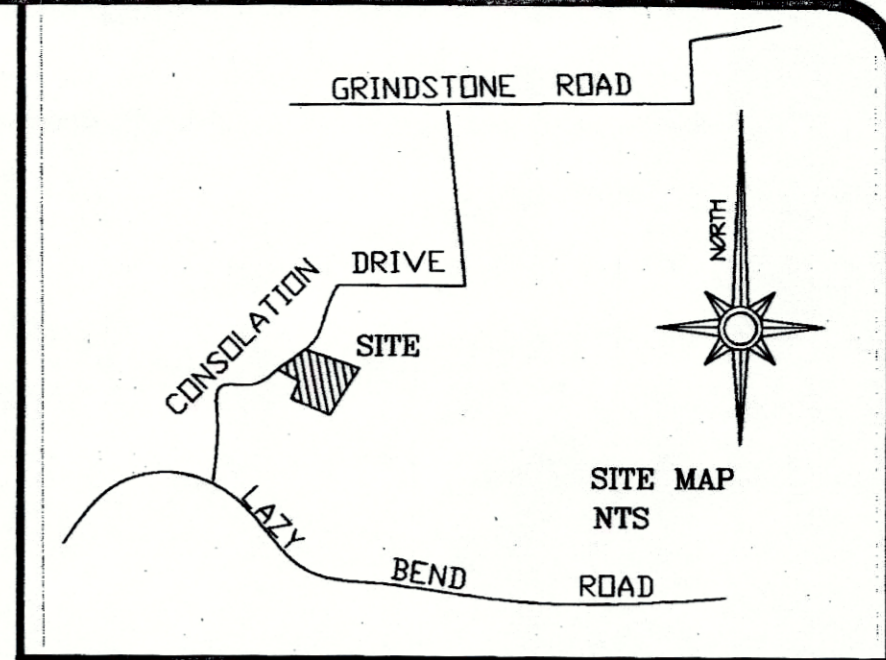 GRINDSTONE ROAD
NORTH
CONSOLATION DRIVE
SITE
SITE MAP
NTS
LAZY BEND ROAD